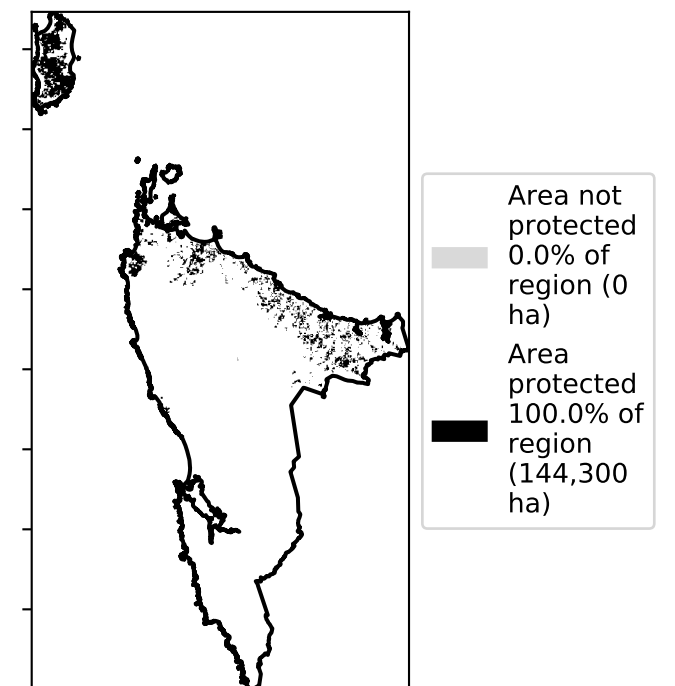 Area not
protected
0.0% of
region (0
ha)
Area
protected
100.0% of
region
(144,300
ha)